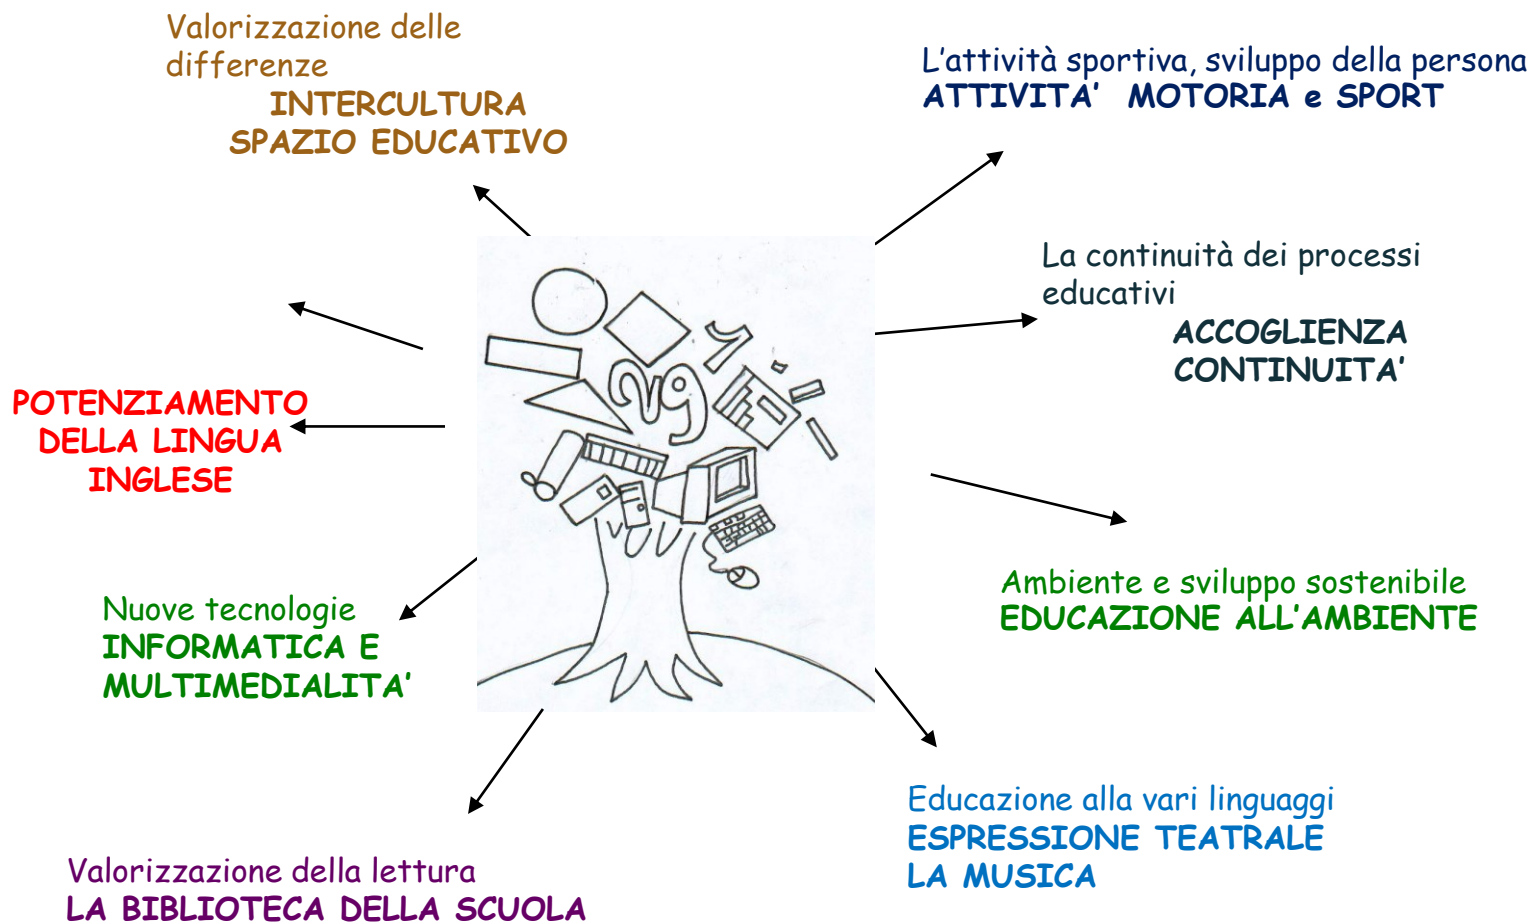 Valorizzazione delle
differenze
INTERCULTURA
SPAZIO EDUCATIVO
L'attività sportiva, sviluppo della persona
ATTIVITA' MOTORIA e SPORT
La continuità dei processi
educativi
ACCOGLIENZA
CONTINUITA'
POTENZIAMENTO
DELLA LINGUA
INGLESE
Nuove tecnologie
INFORMATICA E
MULTIMEDIALITA'
Ambiente e sviluppo sostenibile
EDUCAZIONE ALL'AMBIENTE
Educazione alla vari linguaggi
ESPRESSIONE TEATRALE
LA MUSICA
Valorizzazione della lettura
LA BIBLIOTECA DELLA SCUOLA